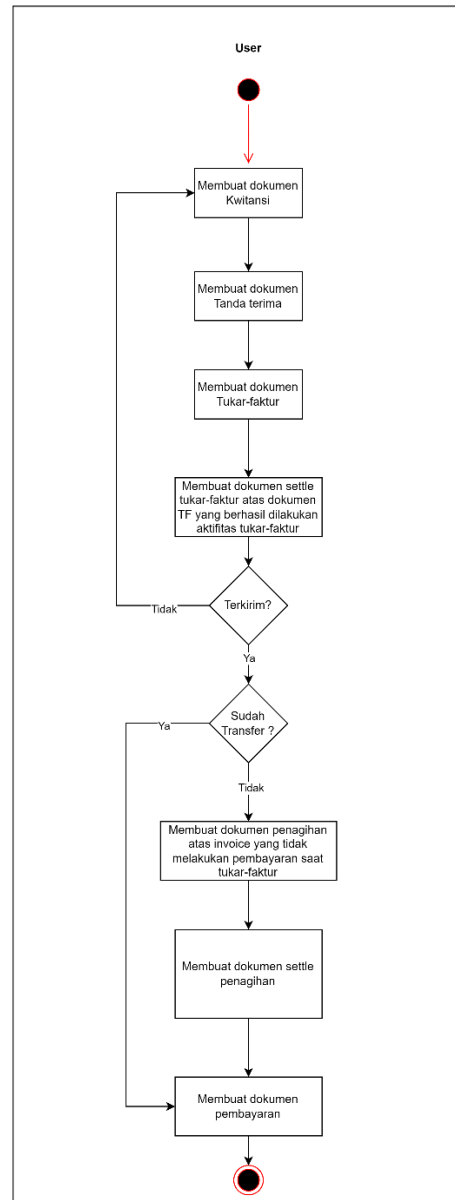 User
Membuat dokumen
Kwitansi
Membuat dokumen
Tanda terima
Membuat dokumen
Tukar-faktur
Membuat dokumen settle
tukar-faktur atas dokumen
TF yang berhasil dilakukan
aktifitas tukar-faktur
Terkirim?
Tidak
Ya
Sudah
Transfer ?
Ya
Tidak
Membuat dokumen penagihan
atas invoice yang tidak
melakukan pembayaran saat
tukar-faktur
Membuat dokumen settle
penagihan
Membuat dokumen
pembayaran